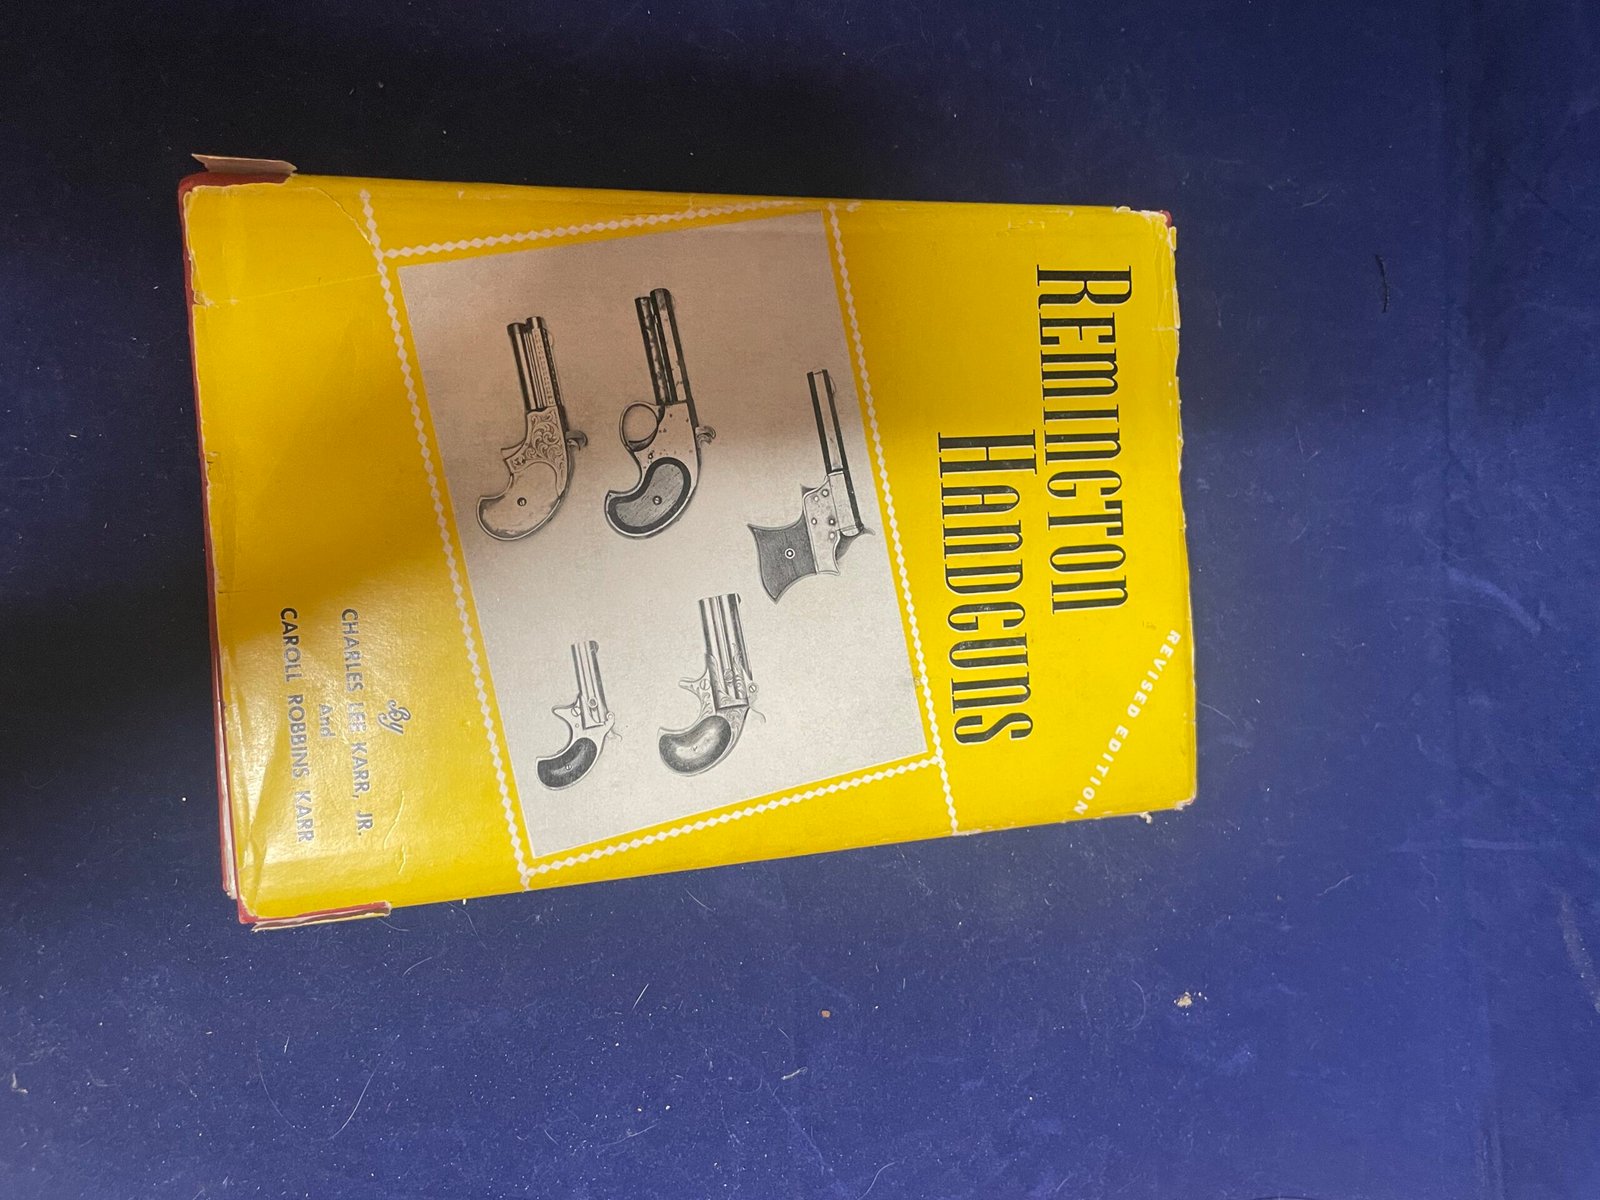 REVISED EDITION
REMINGTON
HANDGUNS
By
CHARLES LEE KARR, JR.
And
CAROLL ROBBINS KARR